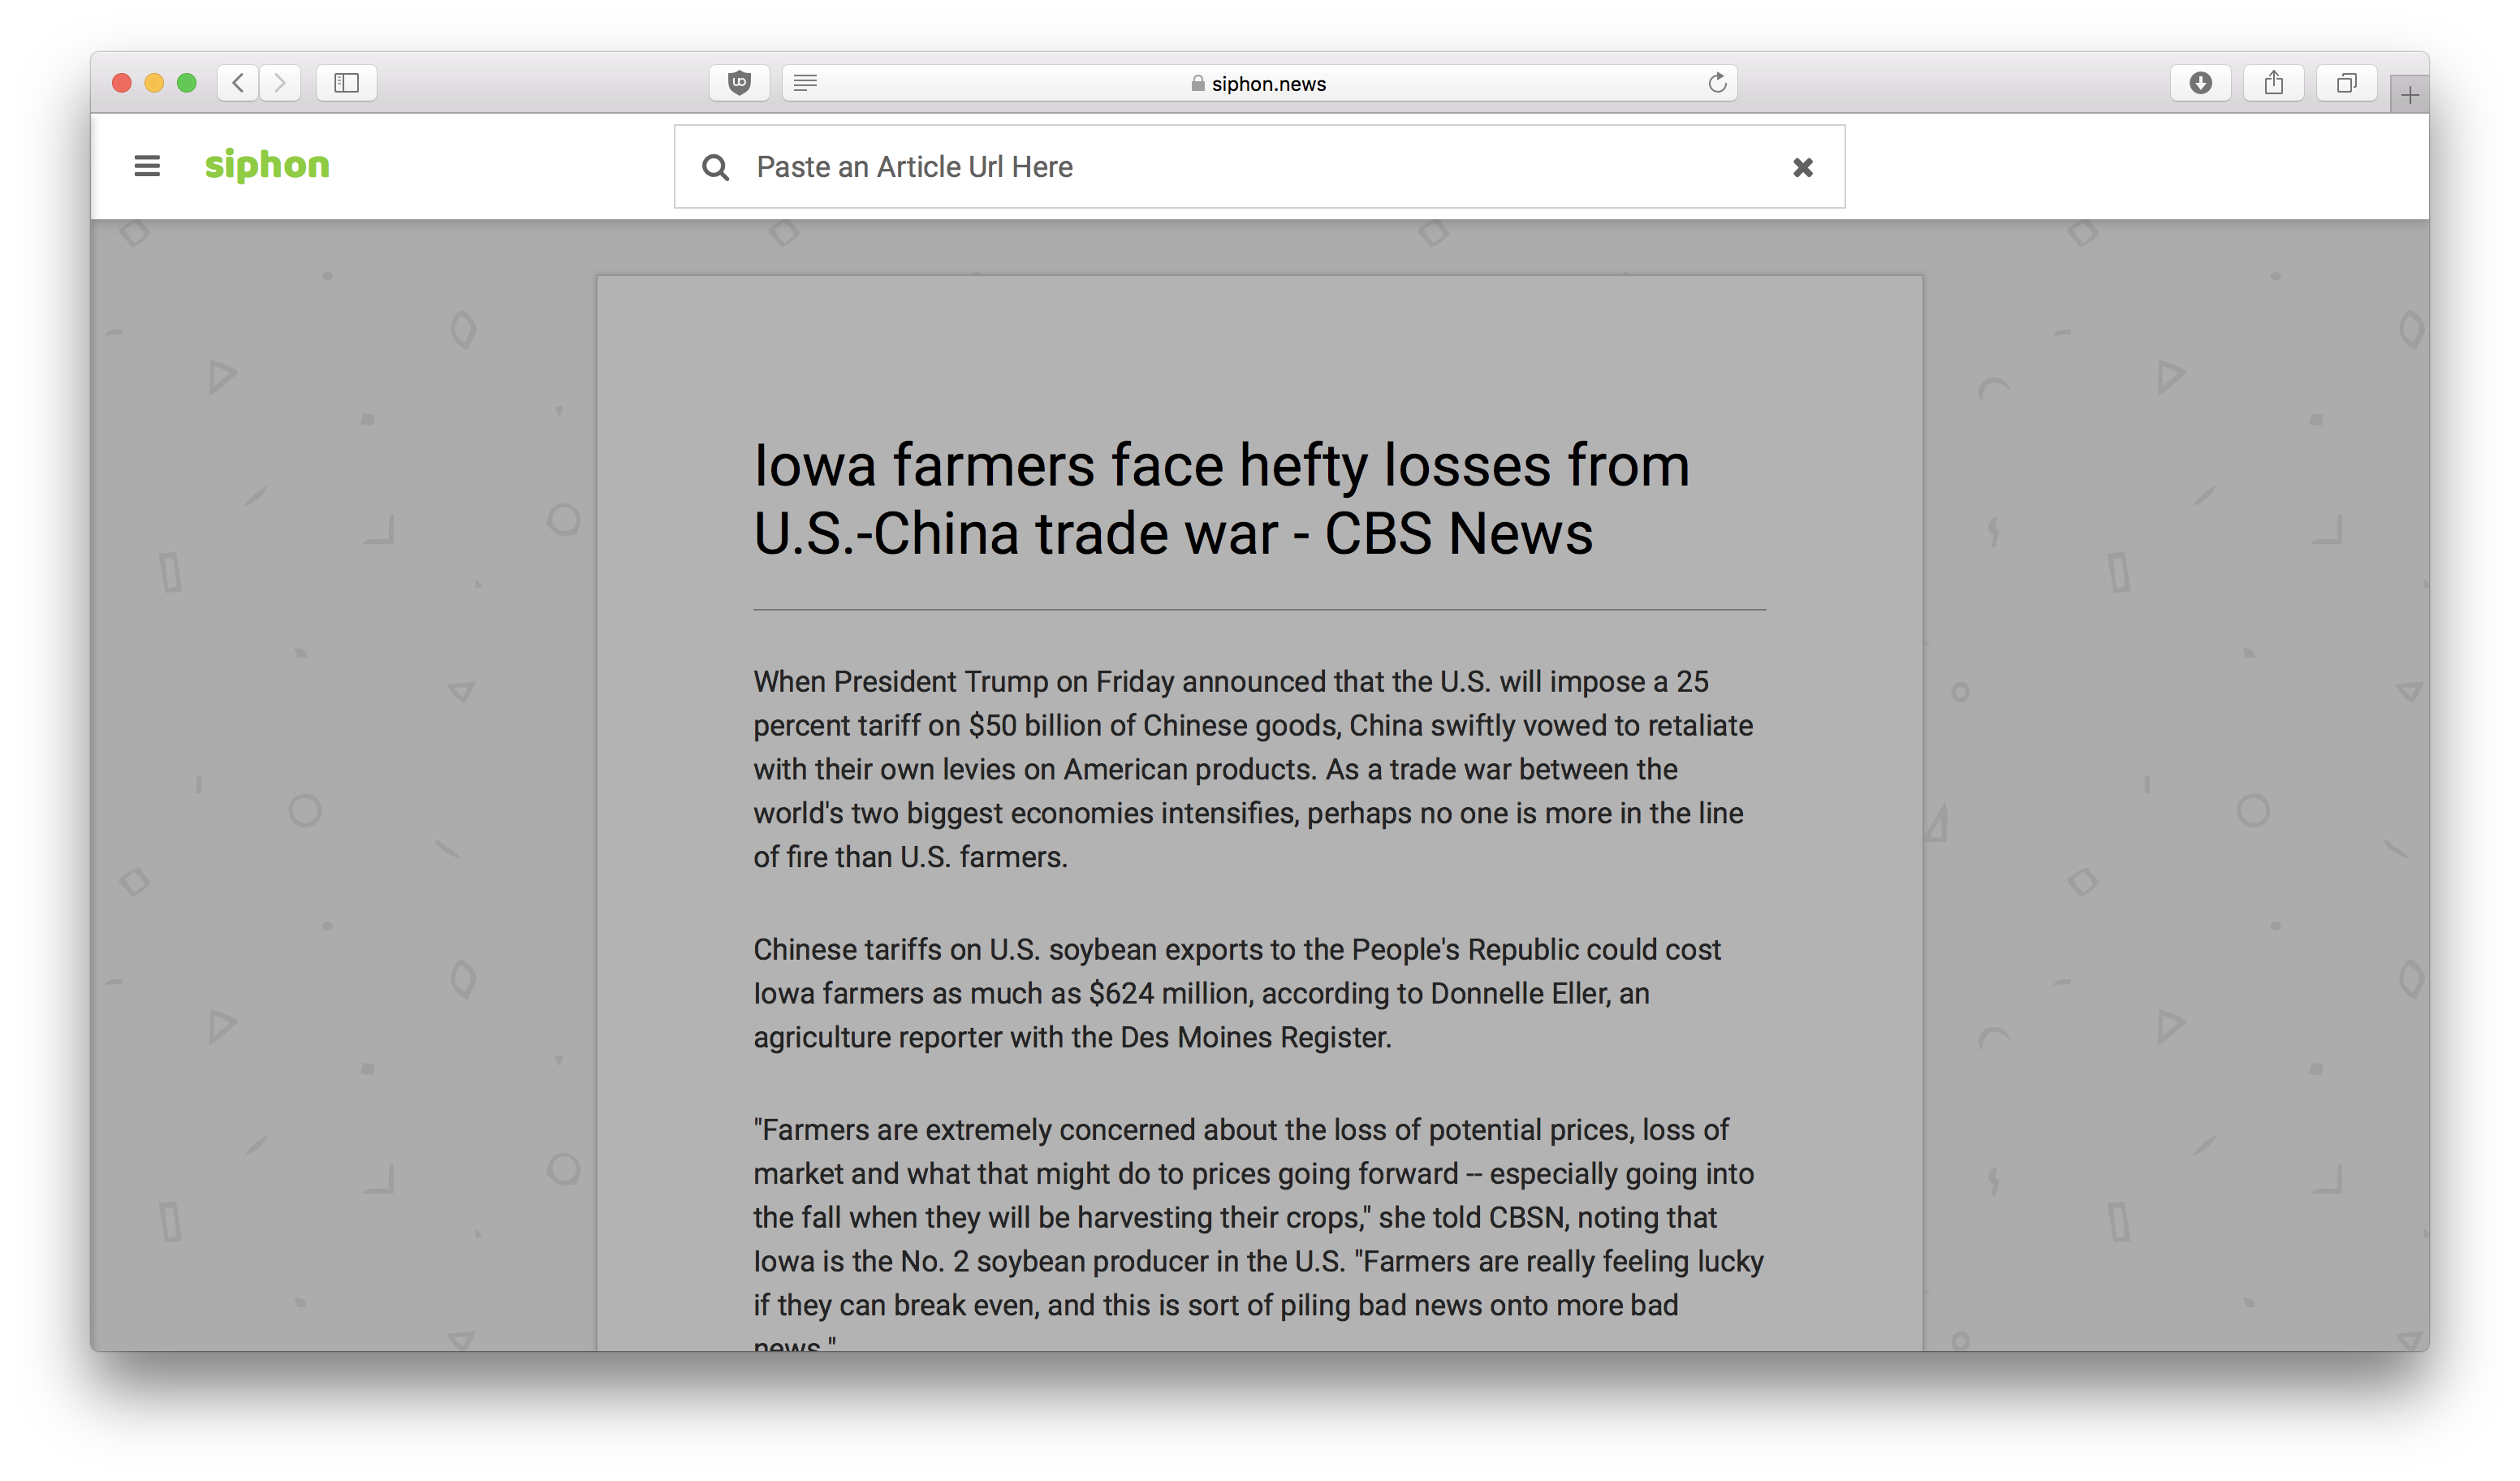 siphon.news
siphon
Paste an Article Url Here
Iowa farmers face hefty losses from
U.S.-China trade war - CBS News
When President Trump on Friday announced that the U.S. will impose a 25
percent tariff on $50 billion of Chinese goods, China swiftly vowed to retaliate
with their own levies on American products. As a trade war between the
world's two biggest economies intensifies, perhaps no one is more in the line
of fire than U.S. farmers.
Chinese tariffs on U.S. soybean exports to the People's Republic could cost
Iowa farmers as much as $624 million, according to Donnelle Eller, an
agriculture reporter with the Des Moines Register.
"Farmers are extremely concerned about the loss of potential prices, loss of
market and what that might do to prices going forward -- especially going into
the fall when they will be harvesting their crops," she told CBSN, noting that
Iowa is the No. 2 soybean producer in the U.S. "Farmers are really feeling lucky
if they can break even, and this is sort of piling bad news onto more bad
news."